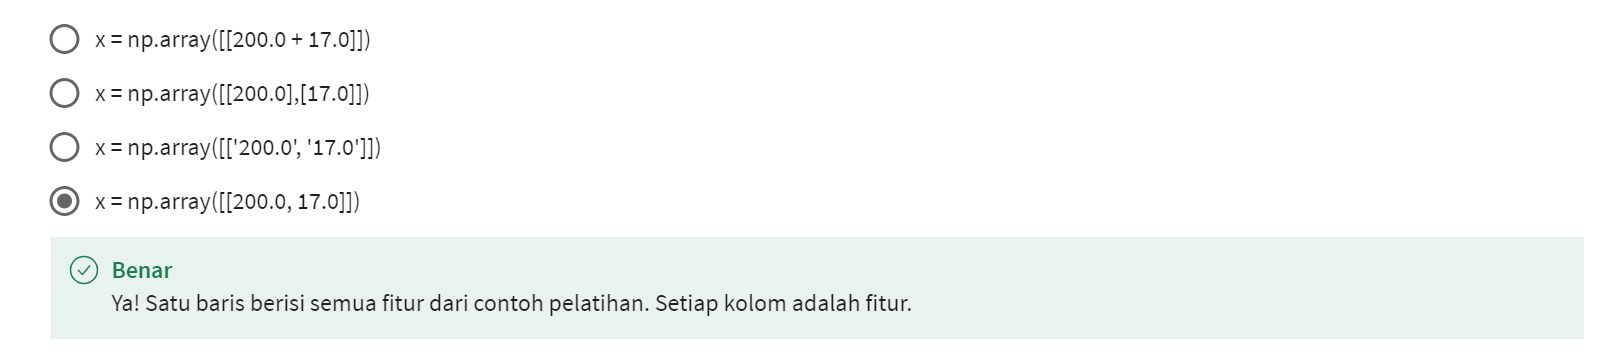 x = np.array([[200.0 + 17.0]])
x = np.array([[200.0],[17.0]])
x = np.array([['200.0', '17.0']])
x = np.array([[200.0, 17.0]])
Benar
Ya! Satu baris berisi semua fitur dari contoh pelatihan. Setiap kolom adalah fitur.